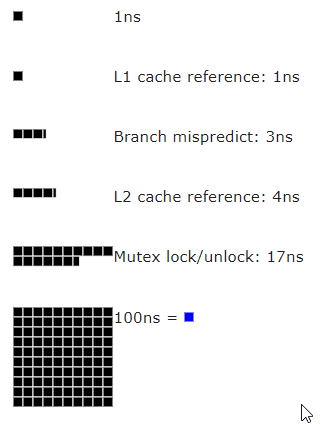 1ns
L1 cache reference: 1ns
Branch mispredict: 3ns
L2 cache reference: 4ns
Mutex lock/unlock: 17ns
100ns =